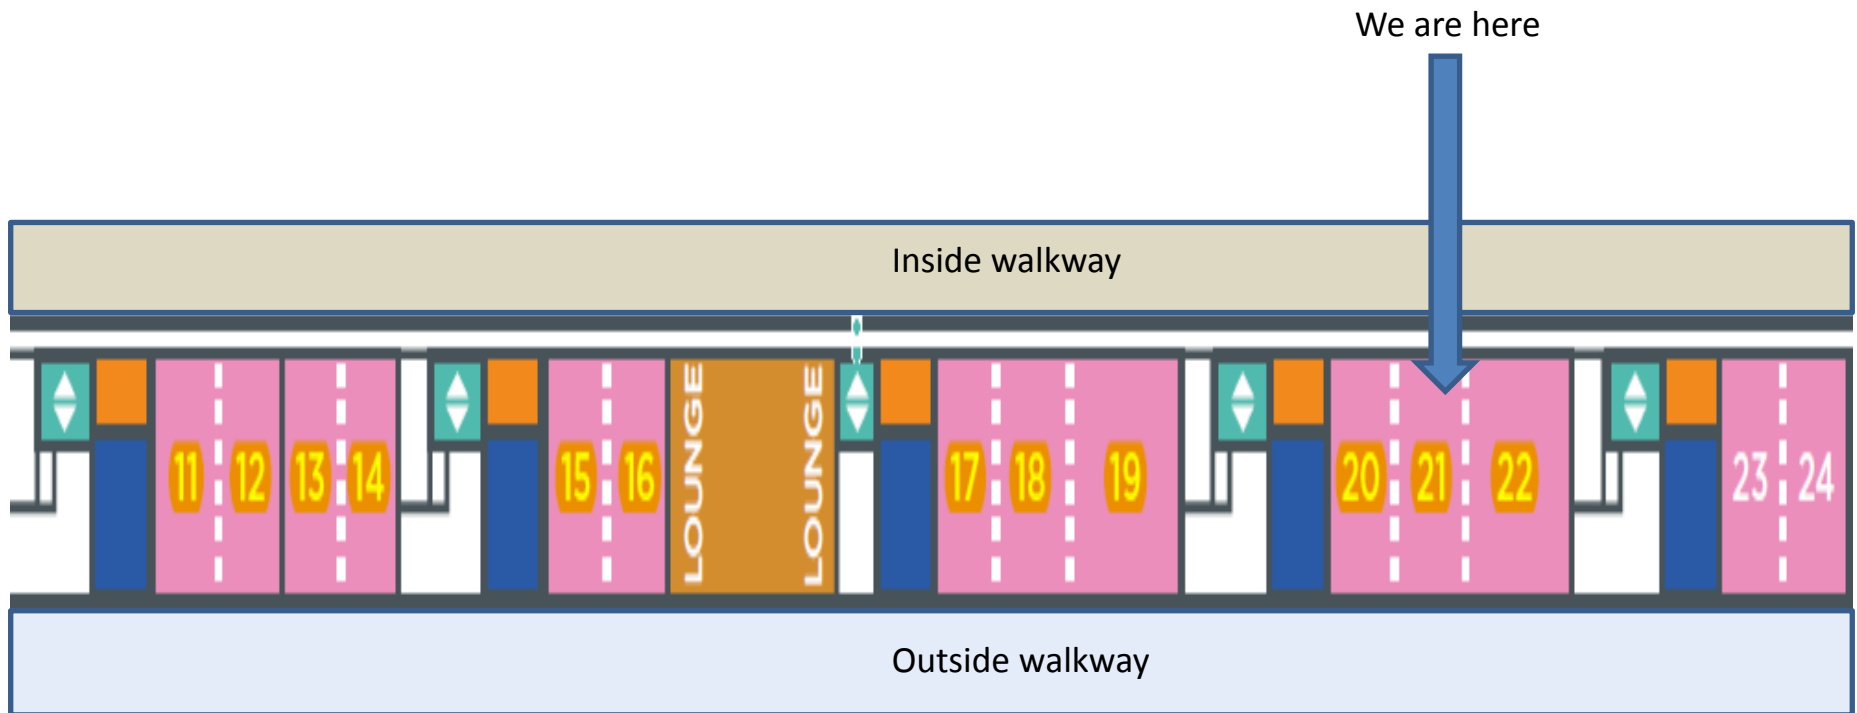 We are here
Inside walkway
11 12 13 14 15 16 LOUNGE LOUNGE 17 18 19 20 21 22 23 24
Outside walkway